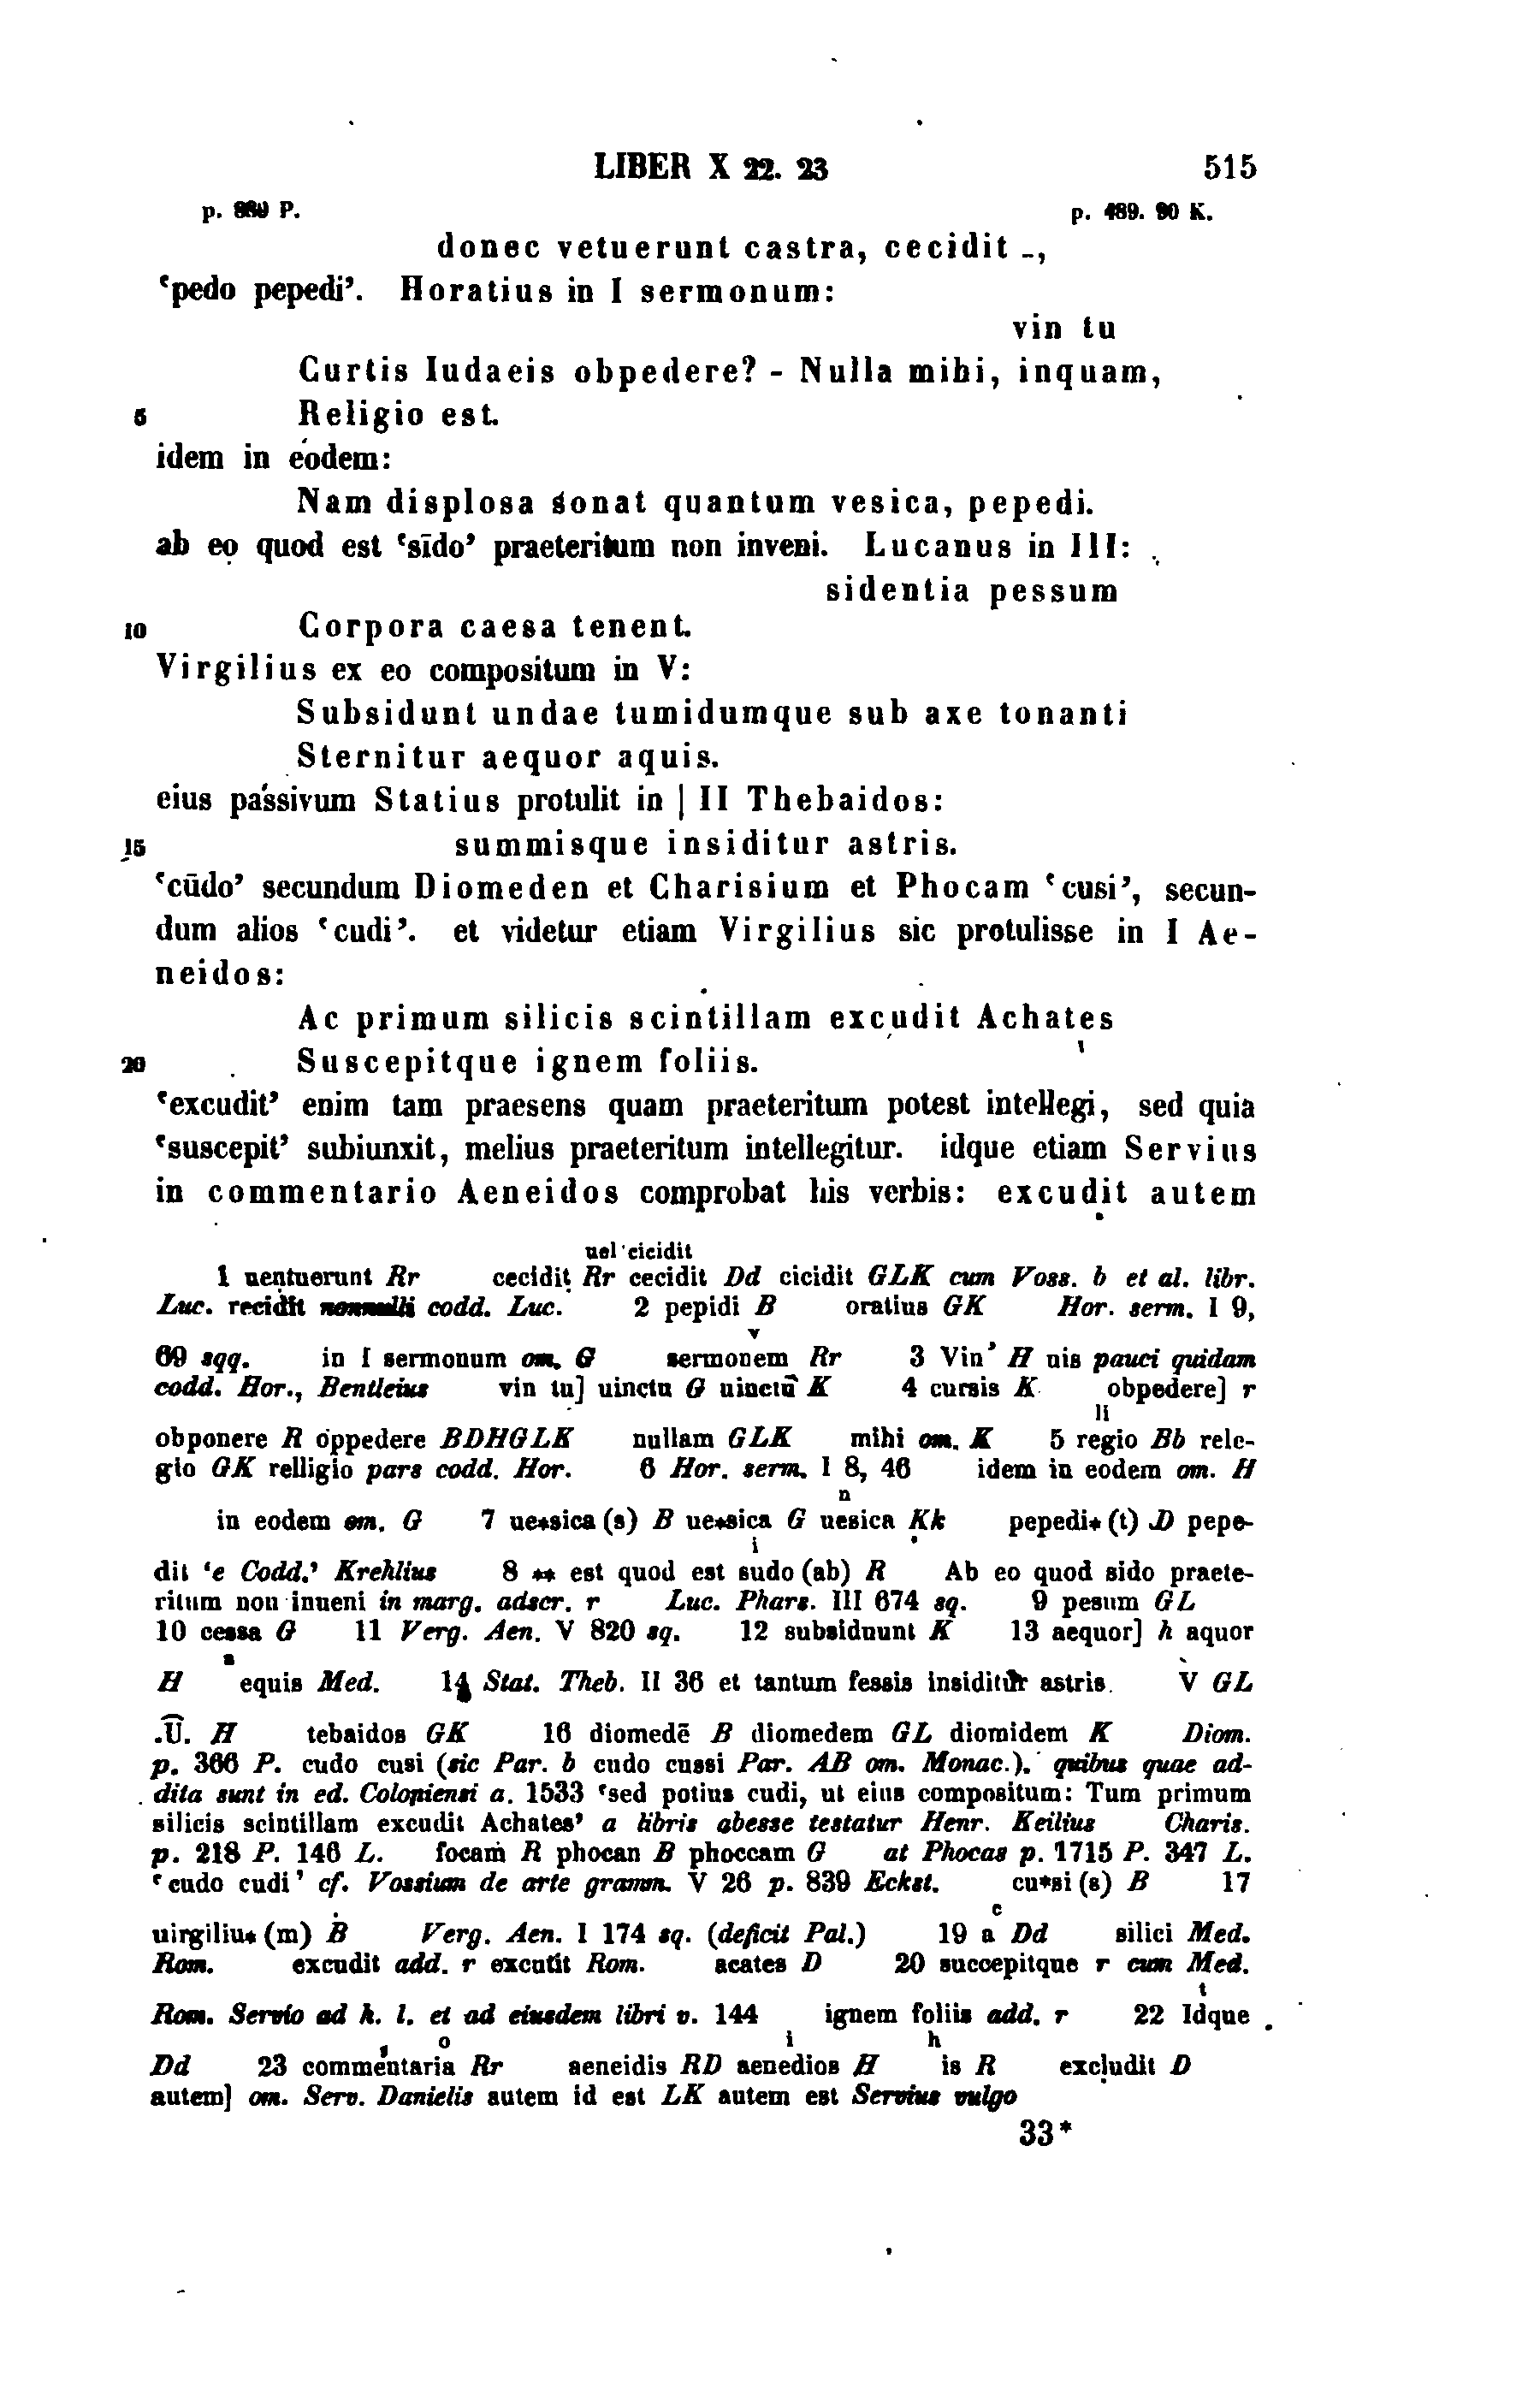 LIBER X 22. 23 515
p. 889 P. p. 489. 90 K.
donec vetuerunt castra, cecidit –,
‘pedo pepedi’. Horatius in I sermonum:
vin tu
Curtis Iudaeis obpedere? – Nulla mihi, inquam,
5 Religio est.
idem in eodem:
Nam displosa sonat quantum vesica, pepedi.
ab eo quod est ‘sīdo’ praeteritum non inveni. Lucanus in III:
sidentia pessum
10 Corpora caesa tenent.
Virgilius ex eo compositum in V:
Subsidunt undae tumidumque sub axe tonanti
Sternitur aequor aquis.
eius passivum Statius protulit in | II Thebaidos:
15 summisque insiditur astris.
‘cūdo’ secundum Diomeden et Charisium et Phocam ‘cusi’, secun-
dum alios ‘cudi’. et videtur etiam Virgilius sic protulisse in I Ae-
neidos:
Ac primum silicis scintillam excudit Achates
20 Suscepitque ignem foliis.
‘excudit’ enim tam praesens quam praeteritum potest intellegi, sed quia
‘suscepit’ subiunxit, melius praeteritum intellegitur. idque etiam Servius
in commentario Aeneidos comprobat his verbis: excudit autem
uel cicidit
1 uentuerunt Rr cecidit Rr cecidit Dd cicidit GLK cum Voss. b et al. libr.
Luc. recidit nonnulli codd. Luc. 2 pepidi B oratius GK Hor. serm. I 9,
v
69 sqq. in I sermonum om. G sermonem Rr 3 Vin’ H uis pauci quidam
codd. Hor., Bentleius vin tu] uinctu G uinctū K 4 cursis K obpedere] r
li
obponere R oppedere BDHGLK nullam GLK mihi om. K 5 regio Bb rele-
gio GK relligio pars codd. Hor. 6 Hor. serm. I 8, 46 idem in eodem om. H
n
in eodem om. G 7 ue*sica (s) B ue*sica G uesica Kk pepedi* (t) D pepe-
i
dit ‘e Codd.’ Krehlius 8 ** est quod est sudo (ab) R Ab eo quod sido praete-
ritum non inueni in marg. adscr. r Luc. Phars. III 674 sq. 9 pesum GL
10 cessa G 11 Verg. Aen. V 820 sq. 12 subsidnunt K 13 aequor] h aquor
a
H equis Med. 14 Stat. Theb. II 36 et tantum fessis insiditur astris. V GL
.U̅. H tebaidos GK 16 diomedē B diomedem GL diomidem K Diom.
p. 366 P. cudo cusi (sic Par. b cudo cussi Par. AB om. Monac.). quibus quae ad-
dita sunt in ed. Coloniensi a. 1533 ‘sed potius cudi, ut eius compositum: Tum primum
silicis scintillam excudit Achates’ a libris abesse testatur Henr. Keilius Charis.
p. 218 P. 146 L. focam R phocan B phoccam G at Phocas p. 1715 P. 347 L.
‘cudo cudi’ cf. Vossium de arte gramm. V 26 p. 839 Eckst. cu*si (s) B 17
c
uirgiliu* (m) B Verg. Aen. I 174 sq. (deficit Pal.) 19 a Dd silici Med.
Rom. excudit add. r excutit Rom. acates D 20 succepitque r cum Med.
t
Rom. Servio ad h. l. et ad eiusdem libri v. 144 ignem foliis add. r 22 Idque
o i h
Dd 23 commentaria Rr aeneidis RD aenedios H is R excludit D
autem] om. Serv. Danielis autem id est LK autem est Servius vulgo
33*